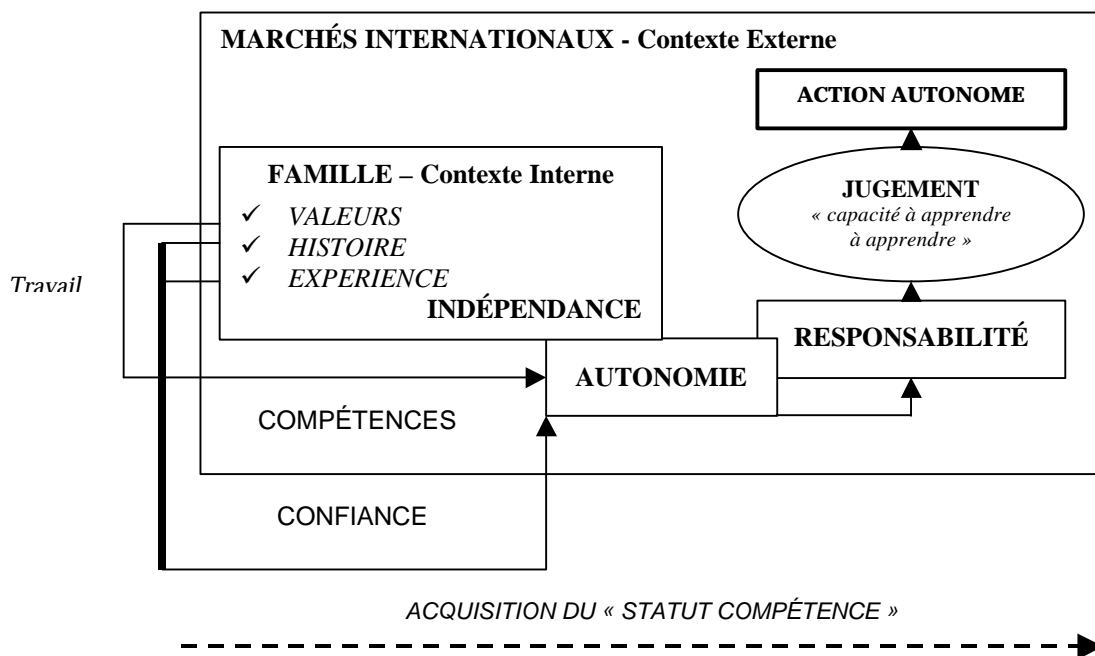 MARCHÉS INTERNATIONAUX - Contexte Externe
ACTION AUTONOME
FAMILLE – Contexte Interne
✓ VALEURS
✓ HISTOIRE
✓ EXPERIENCE
INDÉPENDANCE
JUGEMENT
« capacité à apprendre
à apprendre »
Travail
RESPONSABILITÉ
AUTONOMIE
COMPÉTENCES
CONFIANCE
ACQUISITION DU « STATUT COMPÉTENCE »